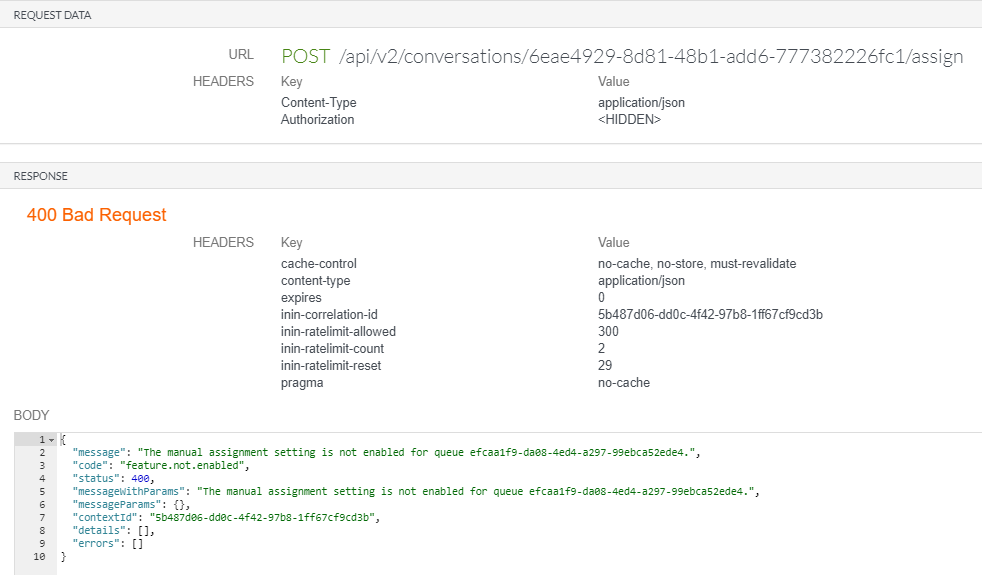 REQUEST DATA
URL POST /api/v2/conversations/6eae4929-8d81-48b1-add6-777382226fc1/assign
HEADERS Key Value
Content-Type application/json
Authorization <HIDDEN>
RESPONSE
400 Bad Request
HEADERS Key Value
cache-control no-cache, no-store, must-revalidate
content-type application/json
expires 0
inin-correlation-id 5b487d06-dd0c-4f42-97b8-1ff67cf9cd3b
inin-ratelimit-allowed 300
inin-ratelimit-count 2
inin-ratelimit-reset 29
pragma no-cache
BODY
1 {
2 "message": "The manual assignment setting is not enabled for queue efcaa1f9-da08-4ed4-a297-99ebca52ede4.",
3 "code": "feature.not.enabled",
4 "status": 400,
5 "messageWithParams": "The manual assignment setting is not enabled for queue efcaa1f9-da08-4ed4-a297-99ebca52ede4.",
6 "messageParams": {},
7 "contextId": "5b487d06-dd0c-4f42-97b8-1ff67cf9cd3b",
8 "details": [],
9 "errors": []
10 }